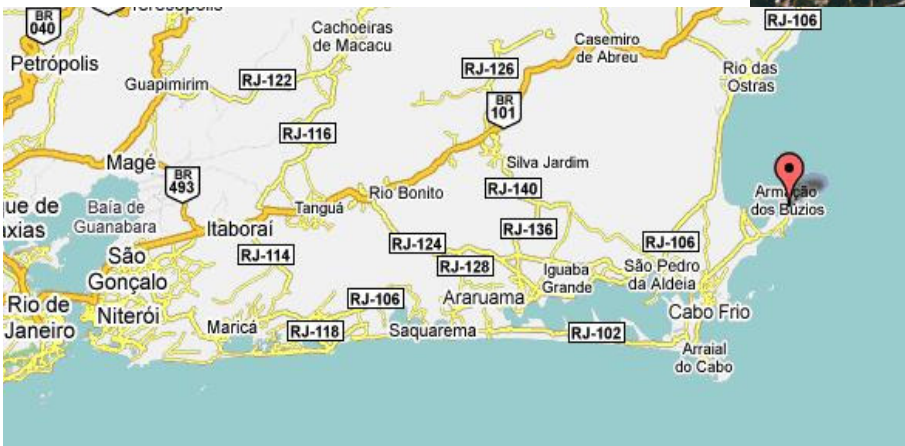 Teresópolis
BR
040
RJ-106
Cachoeiras
de Macacu
Casemiro
de Abreu
Petrópolis
RJ-126
Rio das
Ostras
RJ-122
Guapimirim
BR
101
RJ-116
Magé
BR
493
Silva Jardim
RJ-140
Rio Bonito
Armação
dos Búzios
que de
xias
Baía de
Guanabara
Tanguá
Itaboraí
RJ-136
RJ-124
RJ-106
RJ-114
São
Gonçalo
RJ-128
Iguaba
Grande
São Pedro
da Aldeia
Rio de
Janeiro
Niterói
RJ-106
Araruama
Cabo Frio
Maricá
RJ-118
Saquarema
RJ-102
Arraial
do Cabo